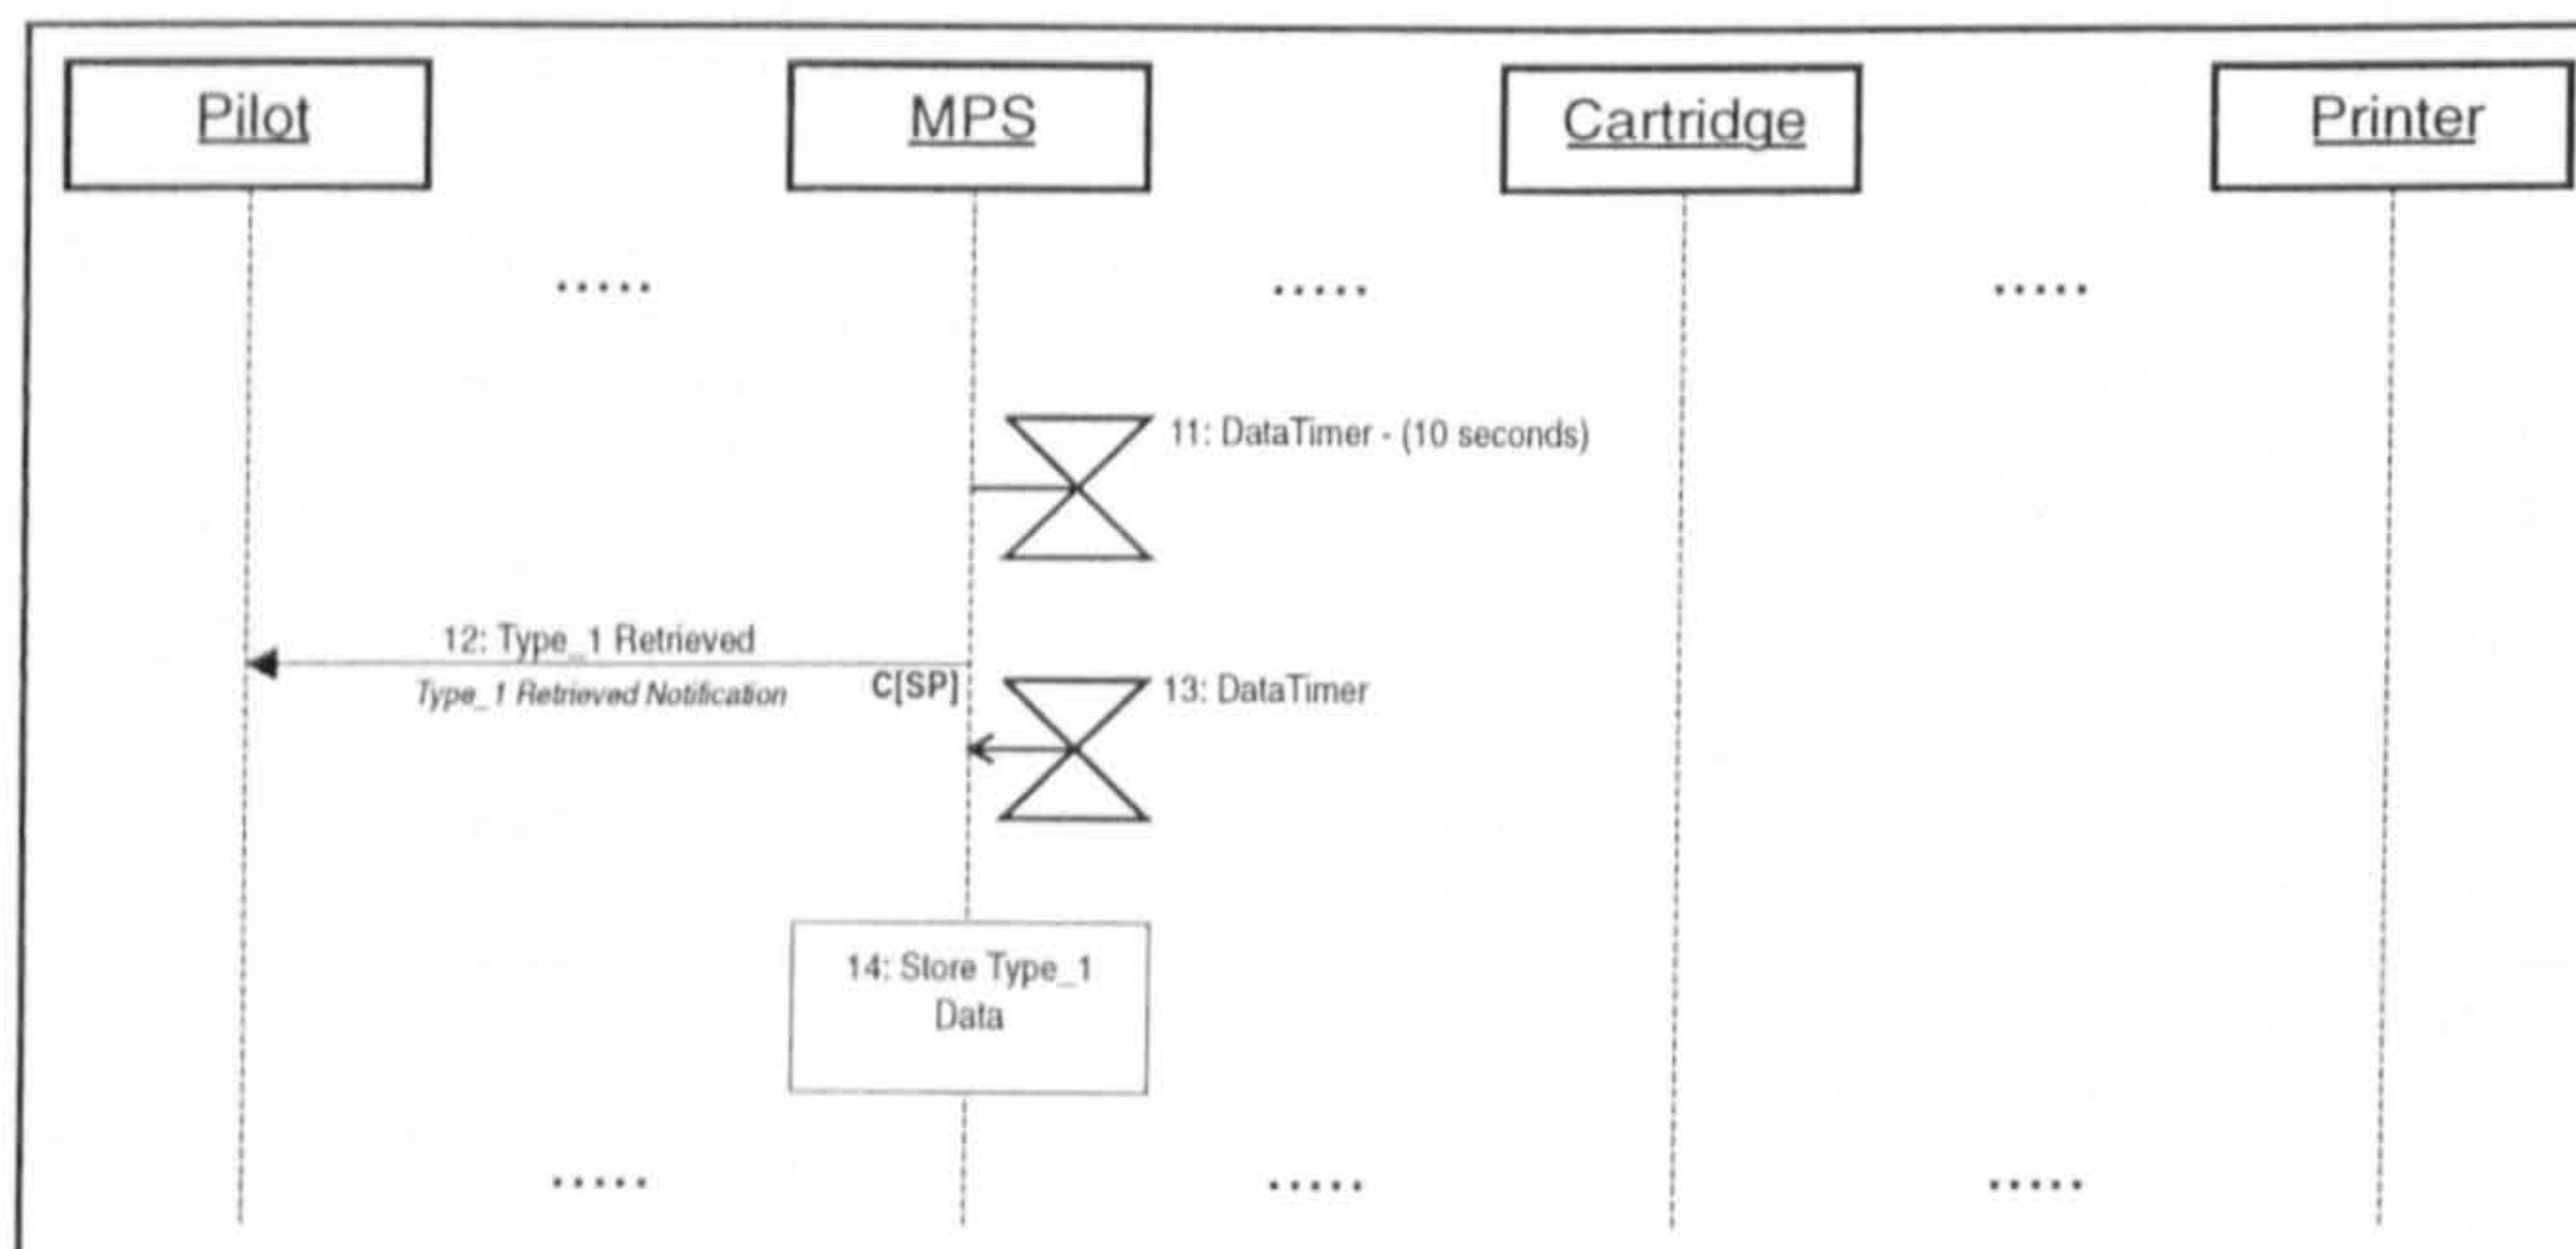 Pilot
MPS
Cartridge
Printer
.....
.....
.....
11: DataTimer - (10 seconds)
12: Type_1 Retrieved
Type_1 Retrieved Notification
C[SP]
13: DataTimer
14: Store Type_1
Data
.....
.....
.....